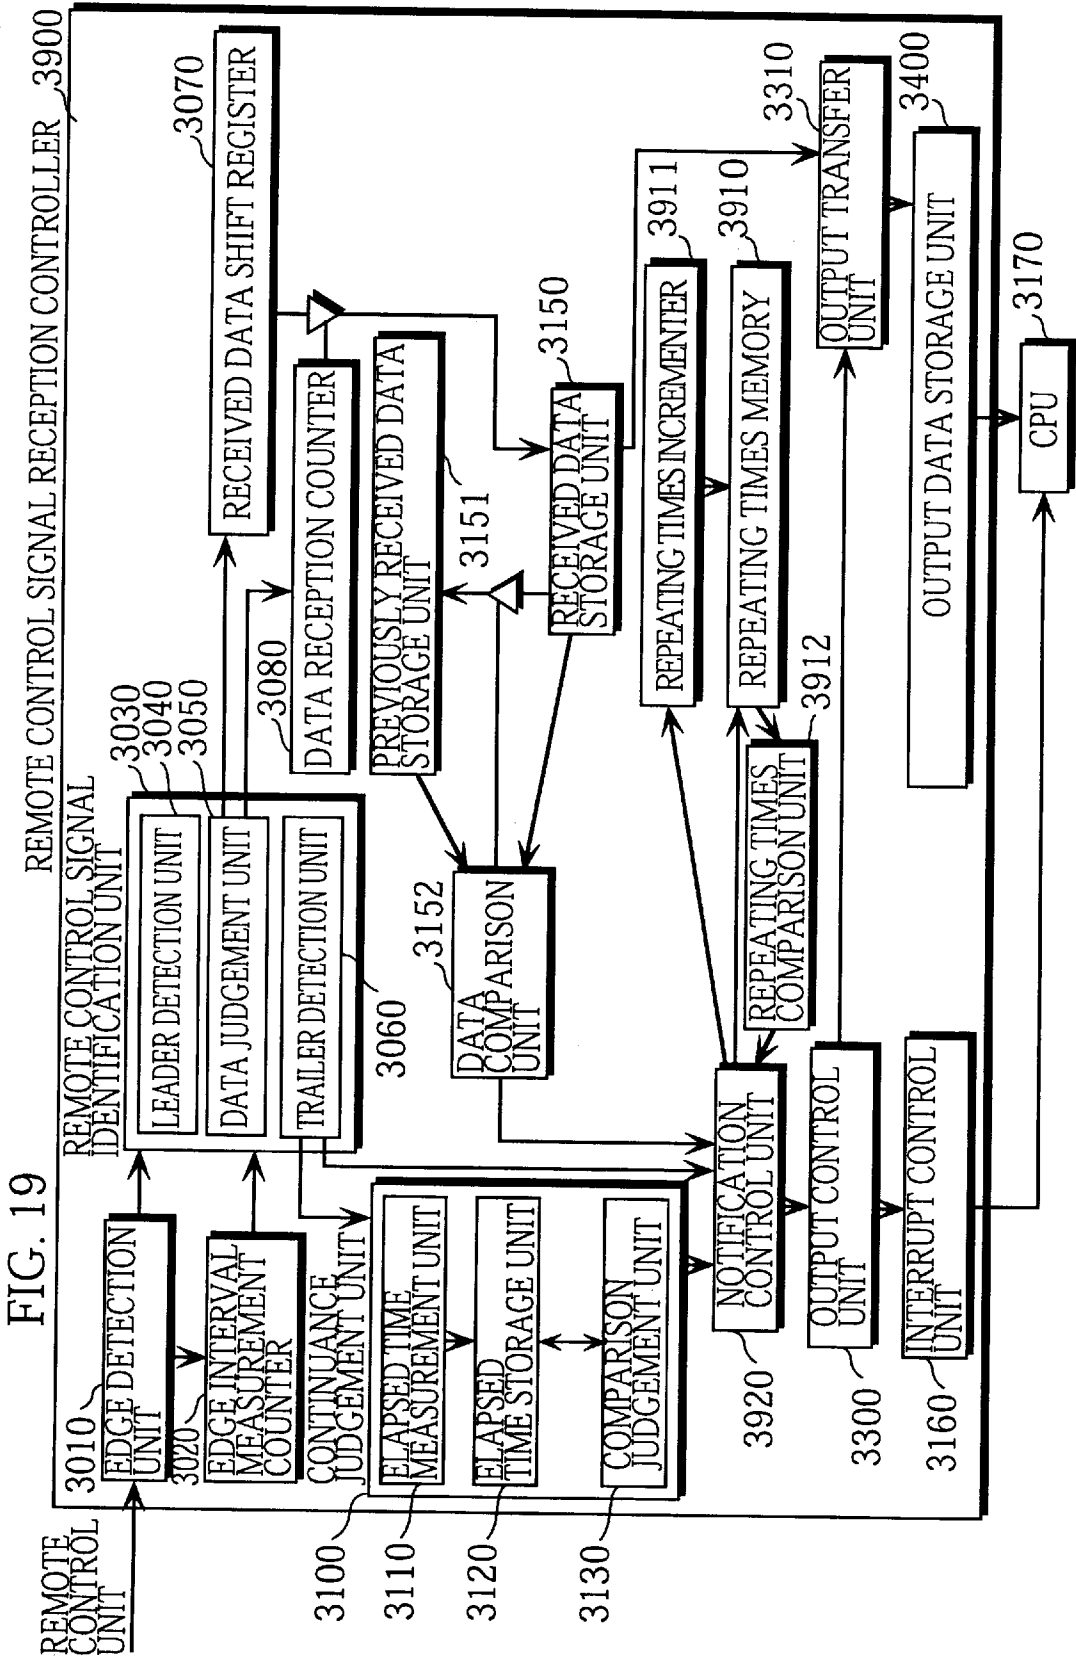 FIG. 19
REMOTE CONTROL SIGNAL RECEPTION CONTROLLER 3900
REMOTE
CONTROL
UNIT
3010
EDGE DETECTION
UNIT
3020
EDGE INTERVAL
MEASUREMENT
COUNTER
REMOTE CONTROL SIGNAL
IDENTIFICATION UNIT
3030
3040
3050
LEADER DETECTION UNIT
DATA JUDGEMENT UNIT
TRAILER DETECTION UNIT
3060
3070
RECEIVED DATA SHIFT REGISTER
3080
DATA RECEPTION COUNTER
PREVIOUSLY RECEIVED DATA
STORAGE UNIT
3151
3150
RECEIVED DATA
STORAGE UNIT
3152
DATA
COMPARISON
UNIT
CONTINUANCE
JUDGEMENT UNIT
3100
ELAPSED TIME
MEASUREMENT UNIT
3110
ELAPSED
TIME STORAGE UNIT
3120
COMPARISON
JUDGEMENT UNIT
3130
REPEATING TIMES INCREMENTER
3911
REPEATING TIMES MEMORY
3910
REPEATING TIMES
COMPARISON UNIT
3912
NOTIFICATION
CONTROL UNIT
3920
OUTPUT CONTROL
UNIT
3300
INTERRUPT CONTROL
UNIT
3160
3310
OUTPUT TRANSFER
UNIT
3400
OUTPUT DATA STORAGE UNIT
3170
CPU